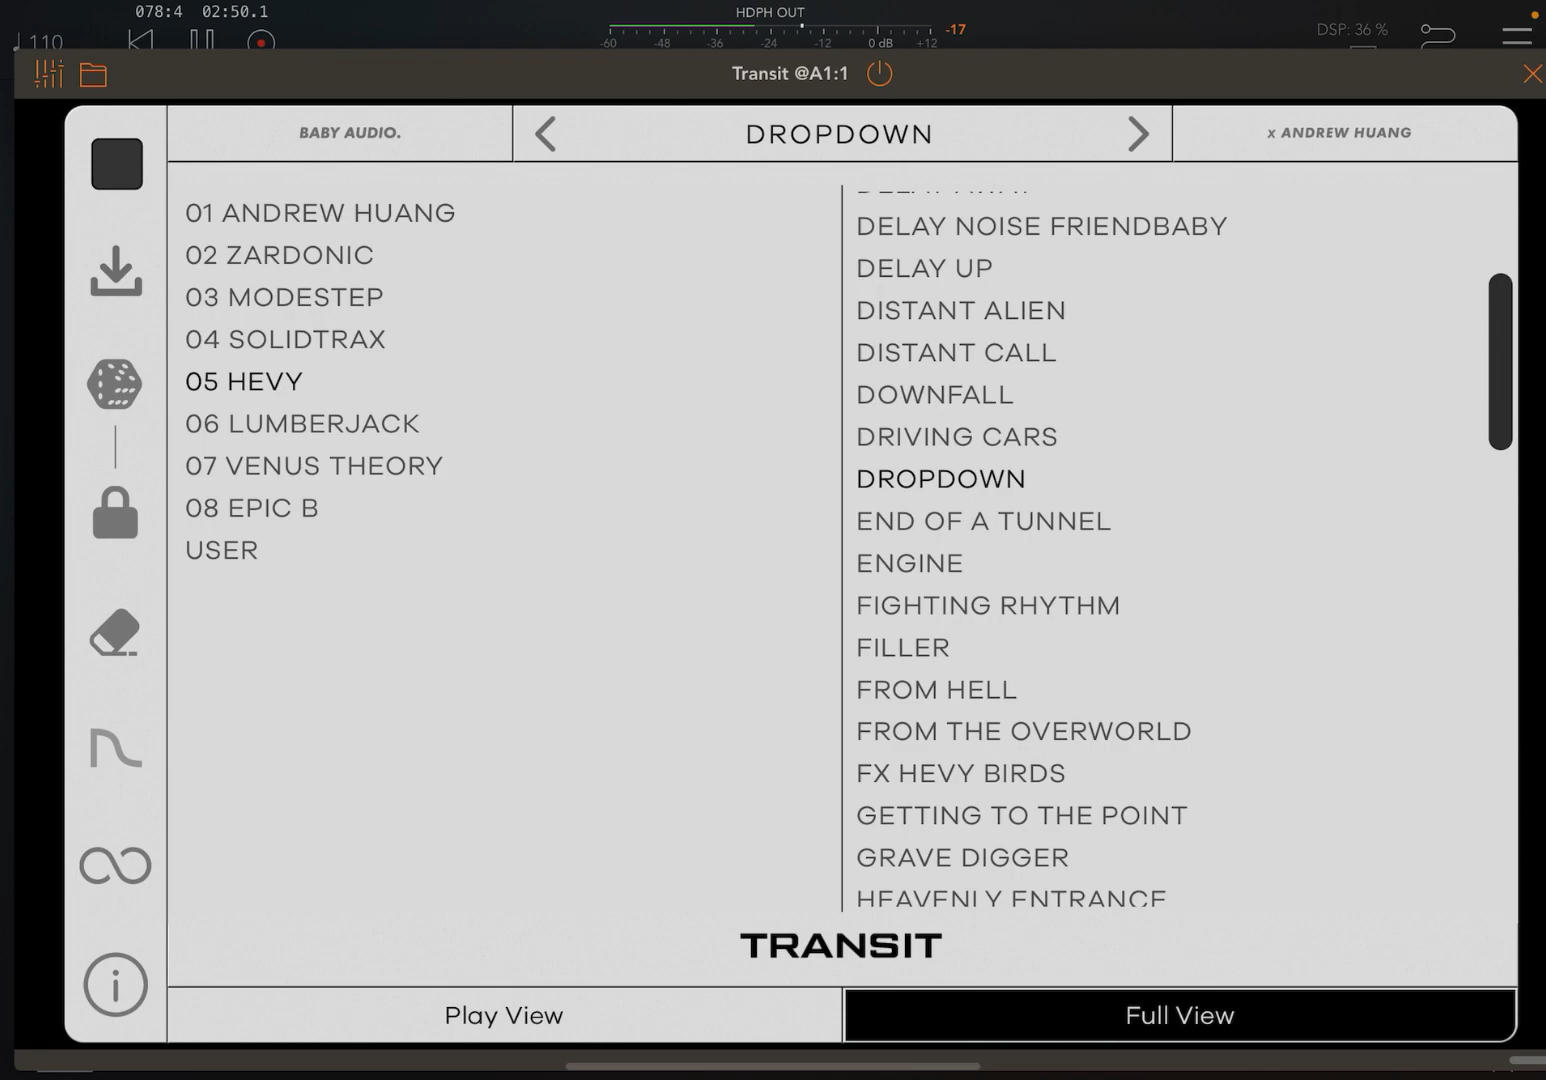 078:4 02:50.1
HDPH OUT
110
-60 -48 -36 -24 -12 0 dB +12
-17
DSP: 36 %
Transit @A1:1
BABY AUDIO.
DROPDOWN
x ANDREW HUANG
01 ANDREW HUANG
02 ZARDONIC
03 MODESTEP
04 SOLIDTRAX
05 HEVY
06 LUMBERJACK
07 VENUS THEORY
08 EPIC B
USER
DELAY NOISE FRIENDBABY
DELAY UP
DISTANT ALIEN
DISTANT CALL
DOWNFALL
DRIVING CARS
DROPDOWN
END OF A TUNNEL
ENGINE
FIGHTING RHYTHM
FILLER
FROM HELL
FROM THE OVERWORLD
FX HEVY BIRDS
GETTING TO THE POINT
GRAVE DIGGER
HEAVENLY ENTRANCE
TRANSIT
Play View
Full View